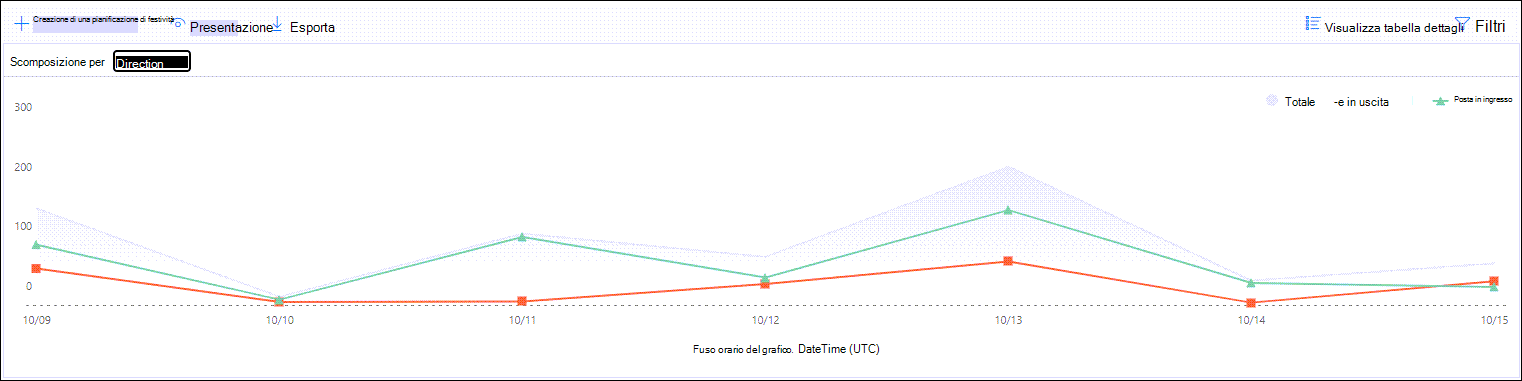 Creazione di una pianificazione di festività Presentazione Esporta Visualizza tabella dettagli Filtri
Scomposizione per Direction
Totale -e in uscita Posta in ingresso
300
200
100
0
10/09 10/10 10/11 10/12 10/13 10/14 10/15
Fuso orario del grafico. DateTime (UTC)